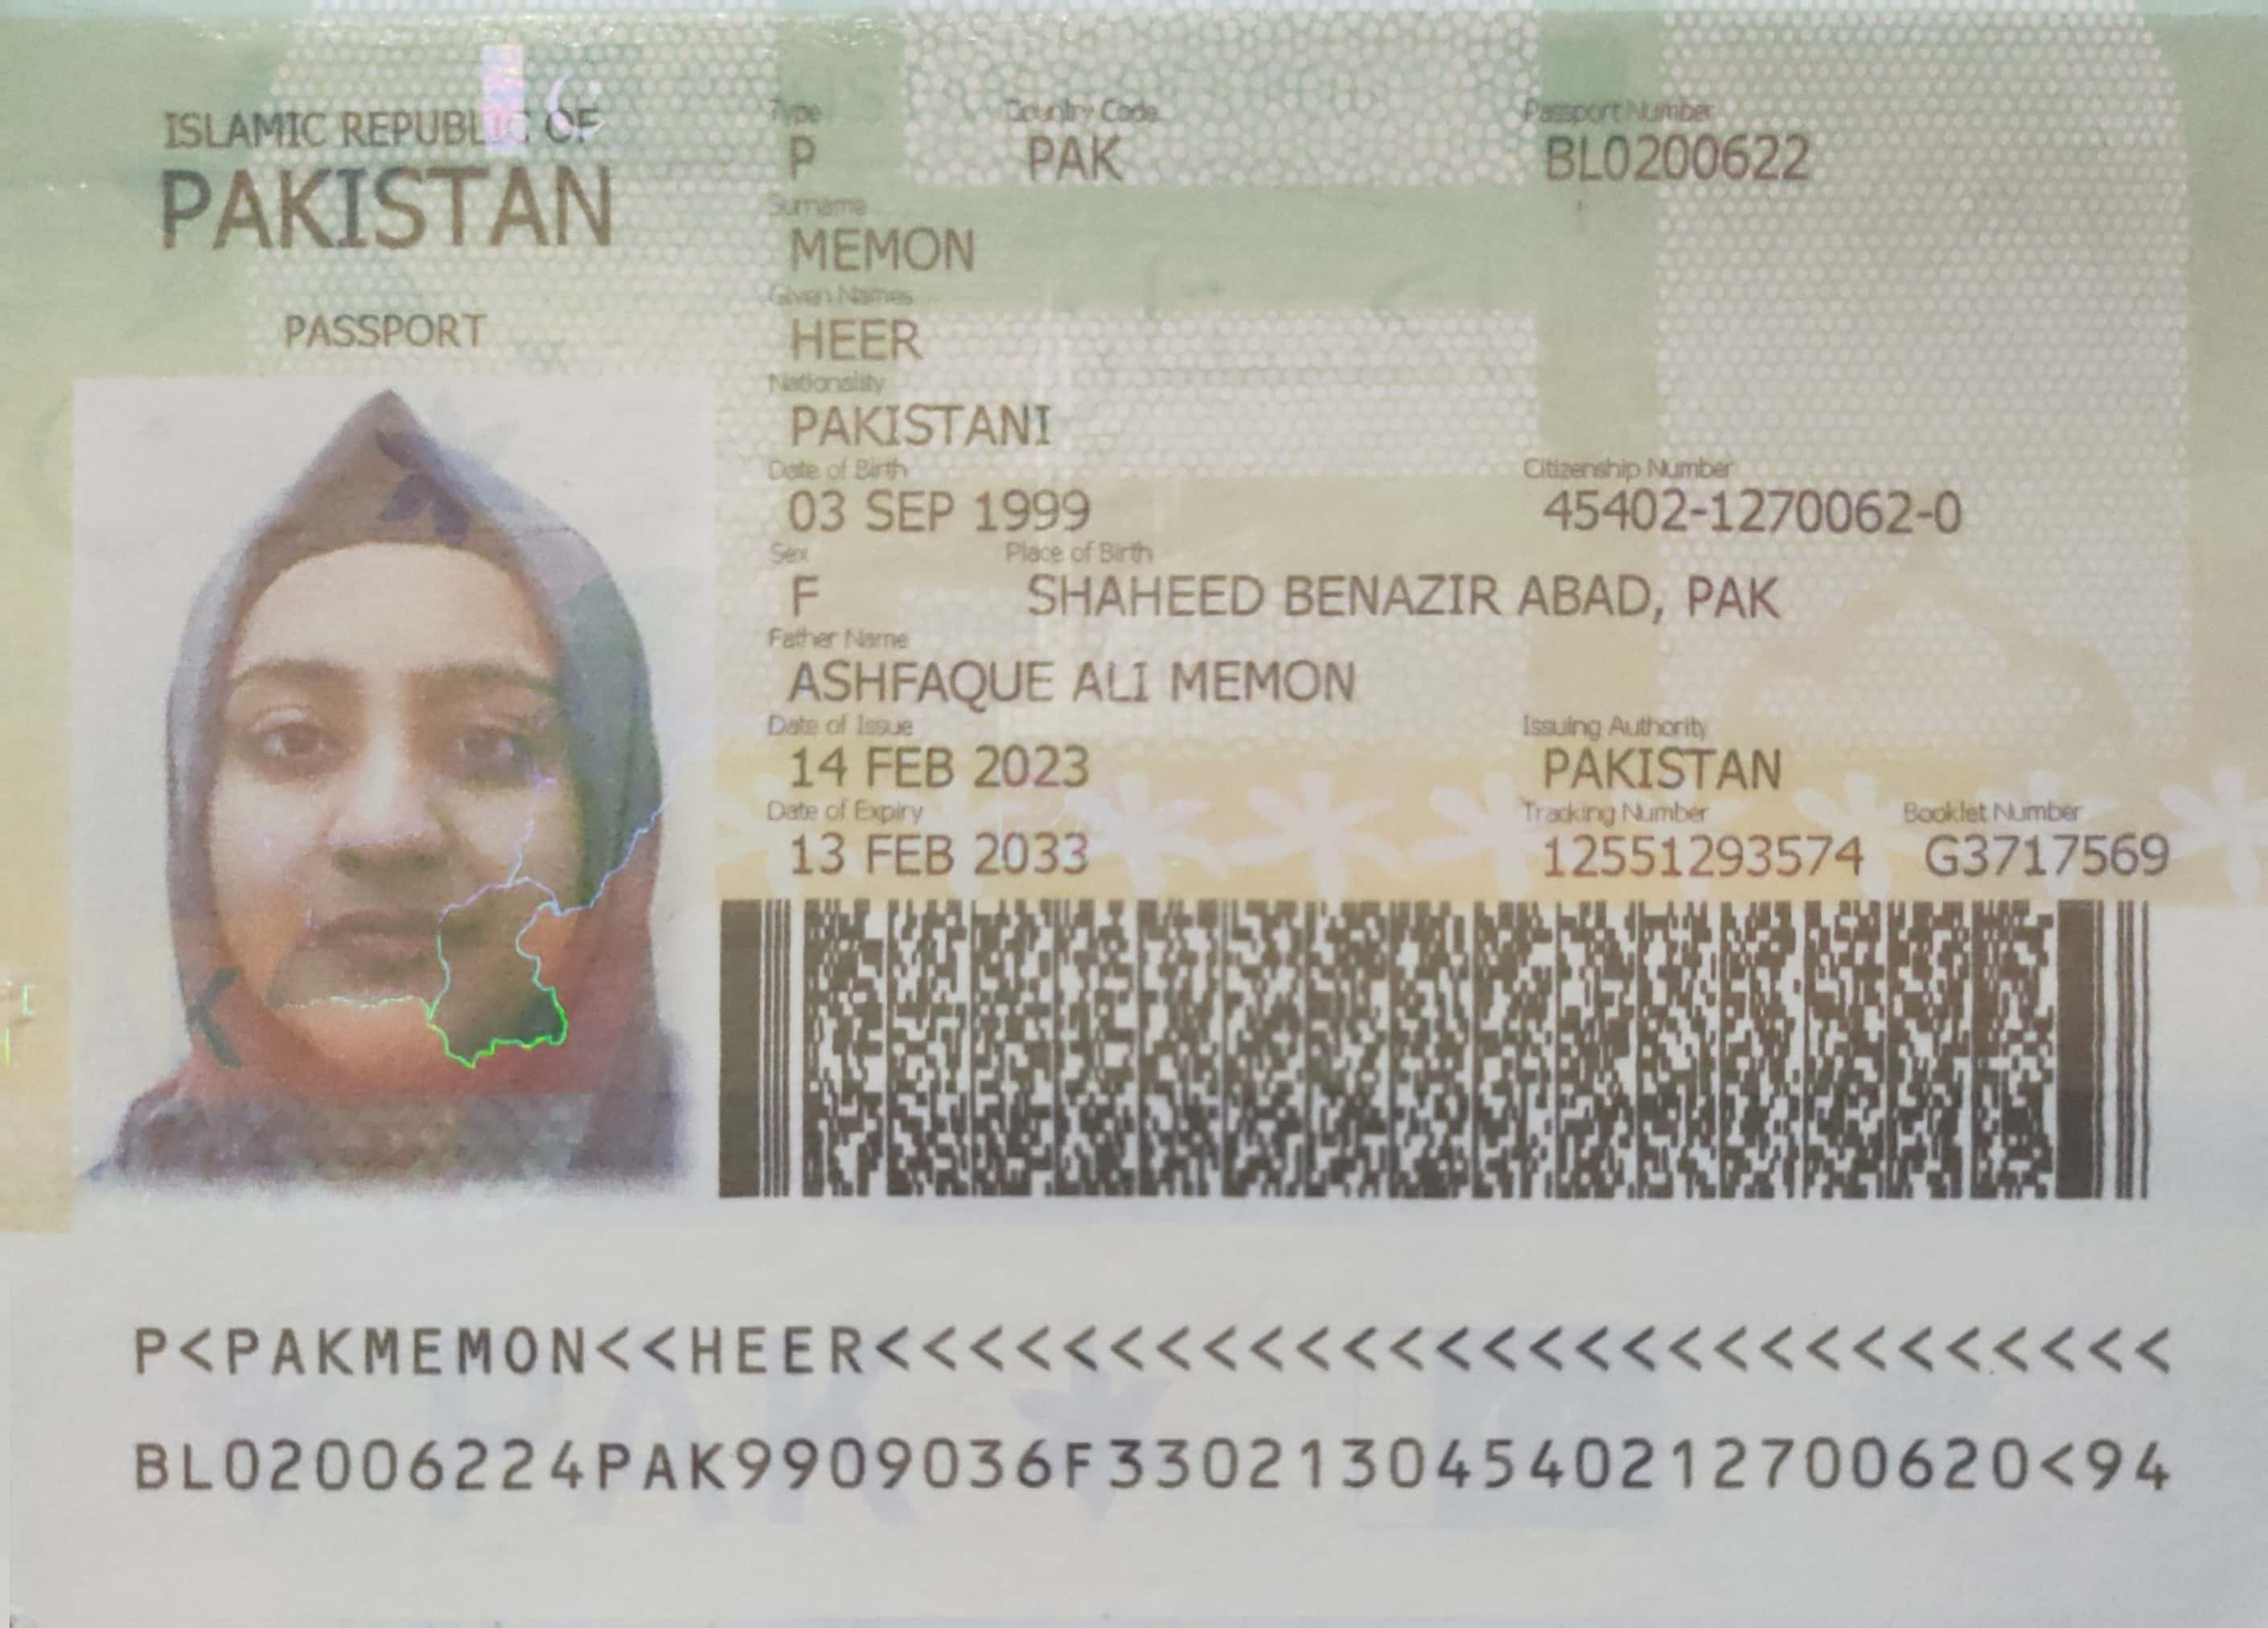 ISLAMIC REPUBLIC OF
PAKISTAN
PASSPORT
Type Country Code Passport Number
P PAK BL0200622
Surname
MEMON
Given Names
HEER
Nationality
PAKISTANI
Date of Birth Citizenship Number
03 SEP 1999 45402-1270062-0
Sex Place of Birth
F SHAHEED BENAZIR ABAD, PAK
Father Name
ASHFAQUE ALI MEMON
Date of Issue Issuing Authority
14 FEB 2023 PAKISTAN
Date of Expiry Tracking Number Booklet Number
13 FEB 2033 12551293574 G3717569
P<PAKMEMON<<HEER<<<<<<<<<<<<<<<<<<<<<<<<<<<<
BL02006224PAK9909036F3302130454021270062​0<94